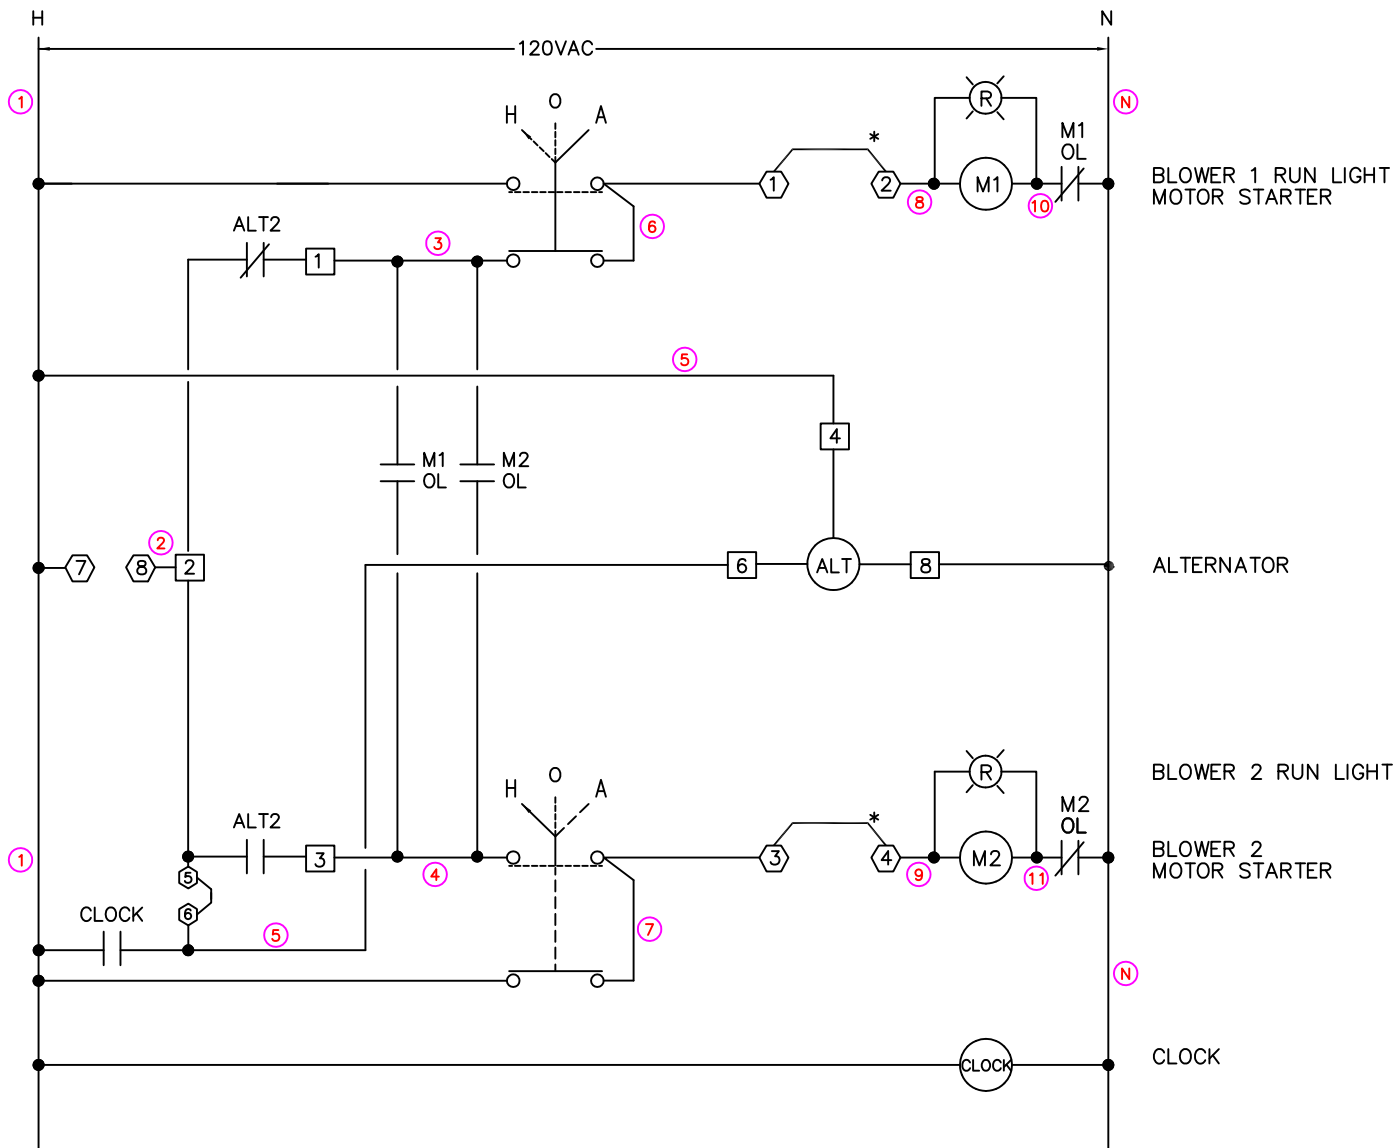 H N
120VAC
1 N
H O A
R
M1
OL
1 2 M1
8 10
BLOWER 1 RUN LIGHT
MOTOR STARTER
*
ALT2
1 3 6
5
4
M1
OL
M2
OL
2
7 8 2 6 ALT 8 ALTERNATOR
H O A
R BLOWER 2 RUN LIGHT
*
M2
OL
ALT2
1 3 4 3 4 M2
9 11
BLOWER 2
MOTOR STARTER
5
6
CLOCK
5 7
N
CLOCK CLOCK